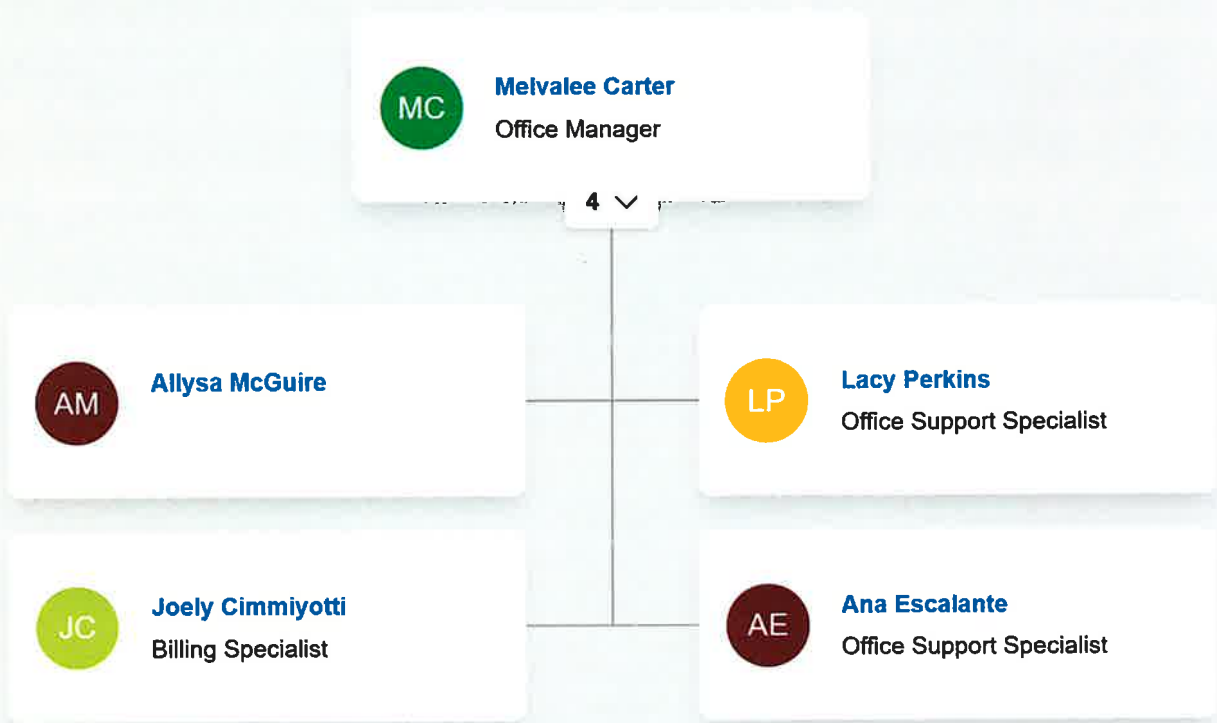 MC
Melvalee Carter
Office Manager
4
AM
Allysa McGuire
LP
Lacy Perkins
Office Support Specialist
JC
Joely Cimmiyotti
Billing Specialist
AE
Ana Escalante
Office Support Specialist